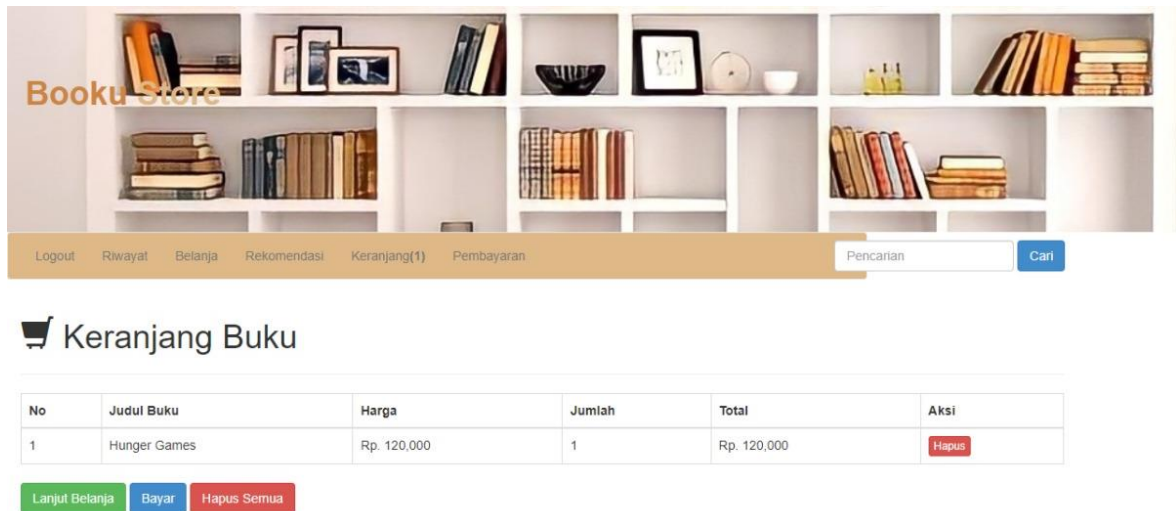 Booku Store
Logout Riwayat Belanja Rekomendasi Keranjang(1) Pembayaran Pencarian Cari
Keranjang Buku
No Judul Buku Harga Jumlah Total Aksi
1 Hunger Games Rp. 120,000 1 Rp. 120,000 Hapus
Lanjut Belanja Bayar Hapus Semua